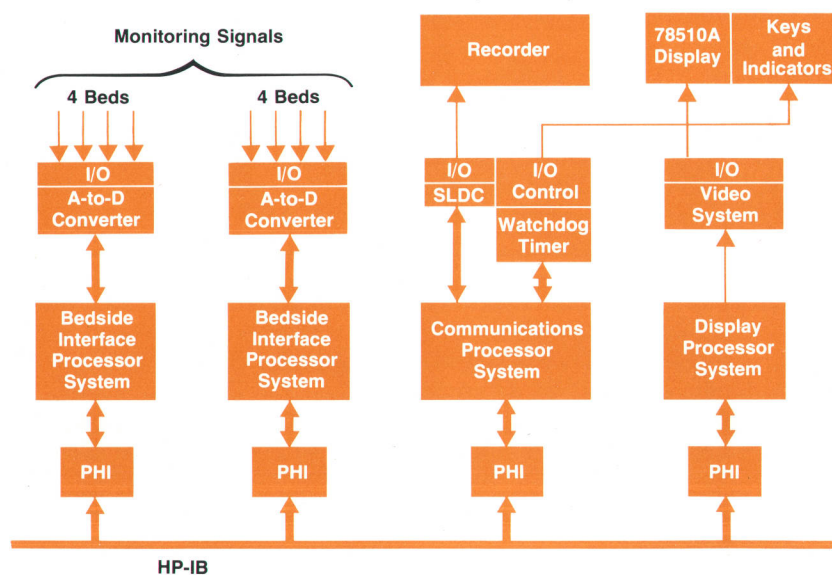 Monitoring Signals
4 Beds
4 Beds
I/O
A-to-D
Converter
I/O
A-to-D
Converter
Bedside
Interface
Processor
System
Bedside
Interface
Processor
System
PHI
PHI
Recorder
I/O
SLDC
I/O
Control
Watchdog
Timer
Communications
Processor
System
PHI
78510A
Display
Keys
and
Indicators
I/O
Video
System
Display
Processor
System
PHI
HP-IB